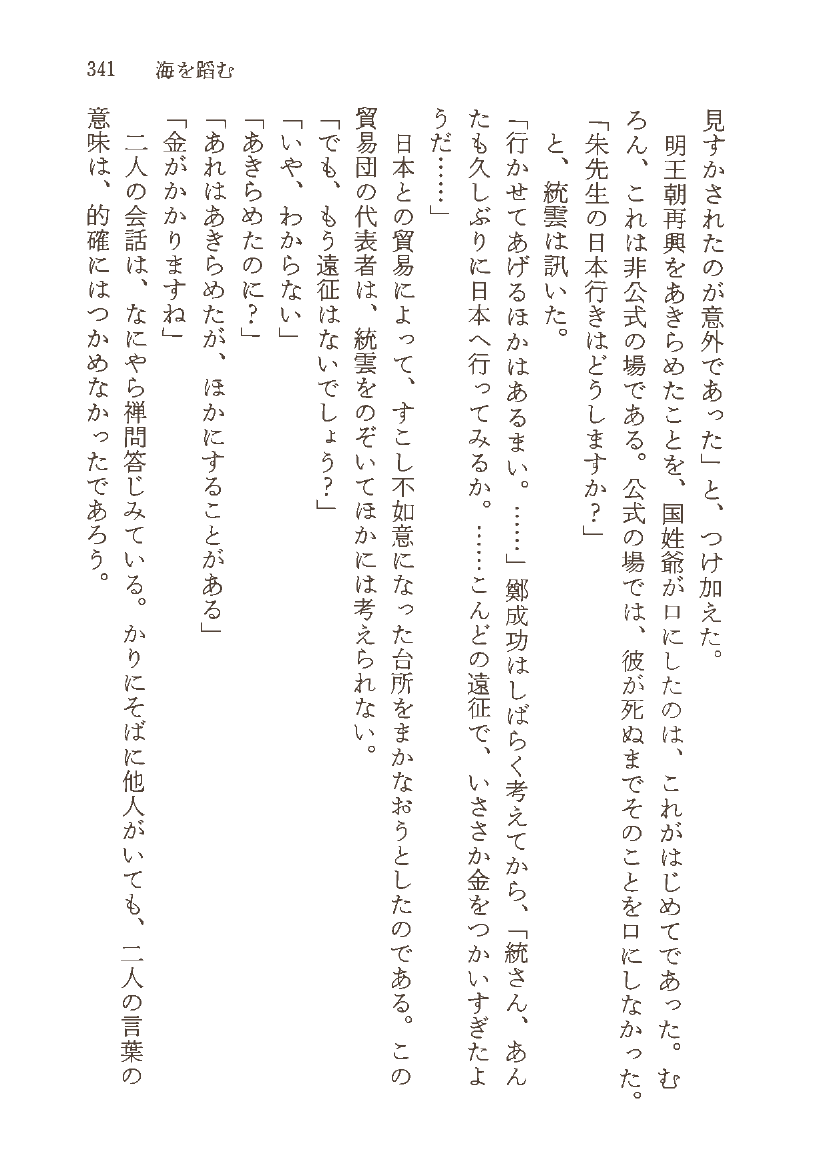 341 海を蹈む
見すかされたのが意外であった」と、つけ加えた。
明王朝再興をあきらめたことを、国姓爺が口にしたのは、これがはじめてであった。む
ろん、これは非公式の場である。公式の場では、彼が死ぬまでそのことを口にしなかった。
「朱先生の日本行きはどうしますか?」
と、統雲は訊いた。
「行かせてあげるほかはあるまい。……」鄭成功はしばらく考えてから、「統さん、あん
たも久しぶりに日本へ行ってみるか。……こんどの遠征で、いささか金をつかいすぎたよ
うだ……」
日本との貿易によって、すこし不如意になった台所をまかなおうとしたのである。この
貿易団の代表者は、統雲をのぞいてほかには考えられない。
「でも、もう遠征はないでしょう?」
「いや、わからない」
「あきらめたのに?」
「あれはあきらめたが、ほかにすることがある」
「金がかかりますね」
二人の会話は、なにやら禅問答じみている。かりにそばに他人がいても、二人の言葉の
意味は、的確にはつかめなかったであろう。